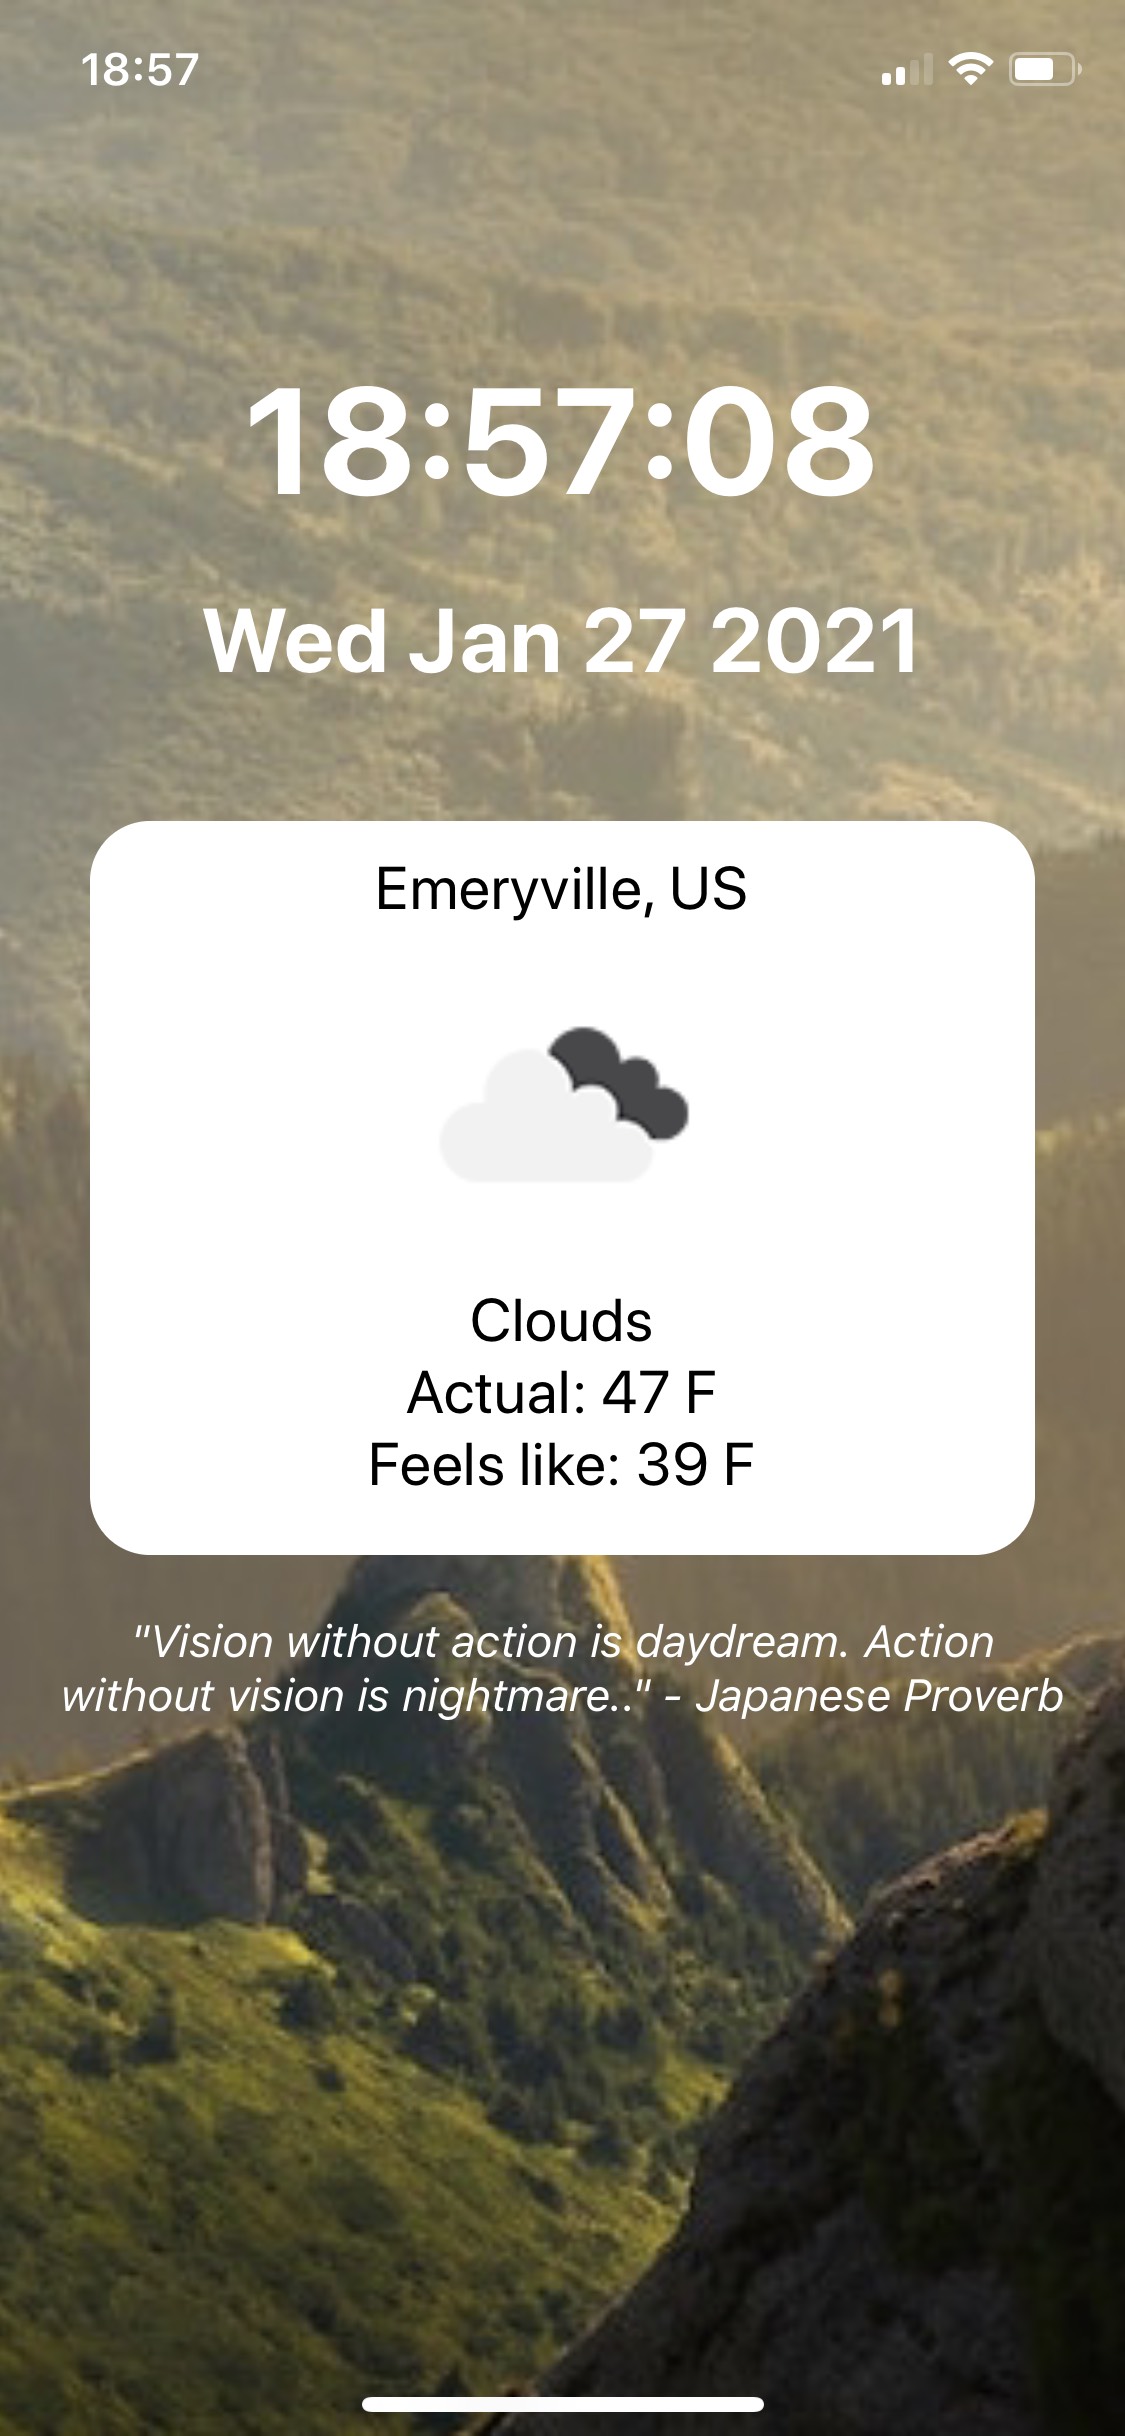 18:57
18:57:08
Wed Jan 27 2021
Emeryville, US
Clouds
Actual: 47 F
Feels like: 39 F
"Vision without action is daydream. Action
without vision is nightmare.." - Japanese Proverb